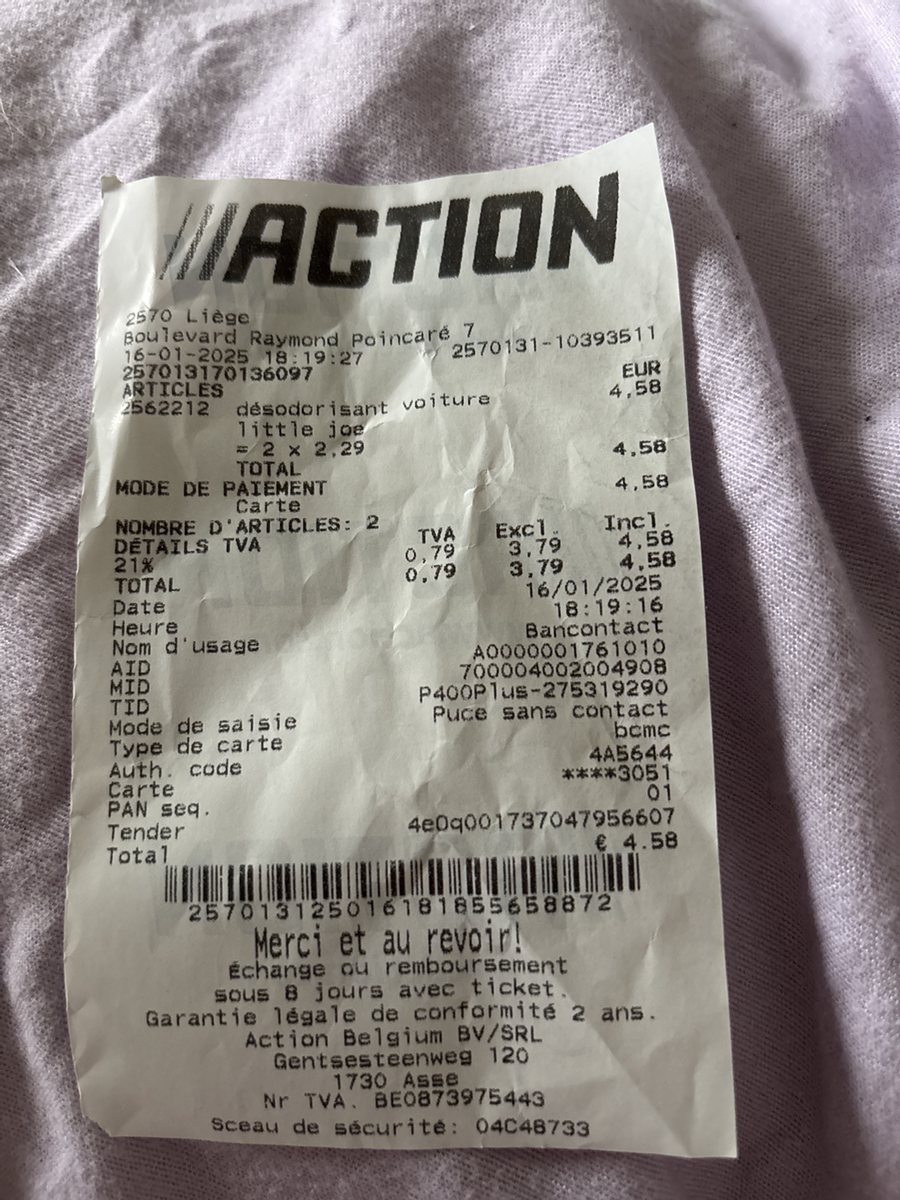 ///ACTION
2570 Liège
Boulevard Raymond Poincaré 7
16-01-2025 18:19:27 2570131-10393511
257013170136097 EUR
ARTICLES 4,58
2562212 désodorisant voiture
little joe
= 2 x 2,29
TOTAL 4,58
MODE DE PAIEMENT
Carte 4,58
NOMBRE D'ARTICLES: 2
DÉTAILS TVA TVA Excl. Incl.
21% 0,79 3,79 4,58
TOTAL 0,79 3,79 4,58
Date 16/01/2025
Heure 18:19:16
Nom d'usage Bancontact
AID A0000001761010
MID 700004002004908
TID P400Plus-275319290
Mode de saisie Puce sans contact
Type de carte bcmc
Auth. code 4A5644
Carte ****3051
PAN seq. 01
Tender 4e0q001737047956607
Total € 4.58
257013125016181855658872
Merci et au revoir!
Échange ou remboursement
sous 8 jours avec ticket.
Garantie légale de conformité 2 ans.
Action Belgium BV/SRL
Gentsesteenweg 120
1730 Asse
Nr TVA. BE0873975443
Sceau de sécurité: 04C48733